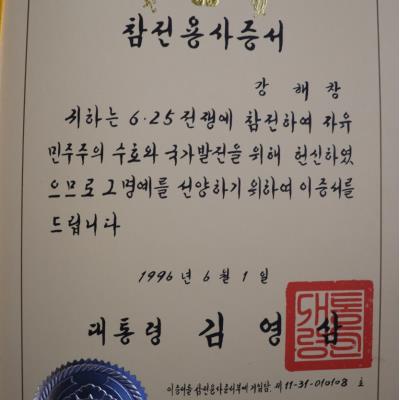 참전용사증서
강 해 창
귀하는 6·25 전쟁에 참전하여 자유
민주주의 수호와 국가발전을 위해 헌신하였
으므로 그 명예를 선양하기 위하여 이 증서를
드립니다
1996 년 6 월 1 일
대통령 김 영 삼
대통
령의
이 증서를 참전용사증서부에 기입함. 제 11-31-010108 호